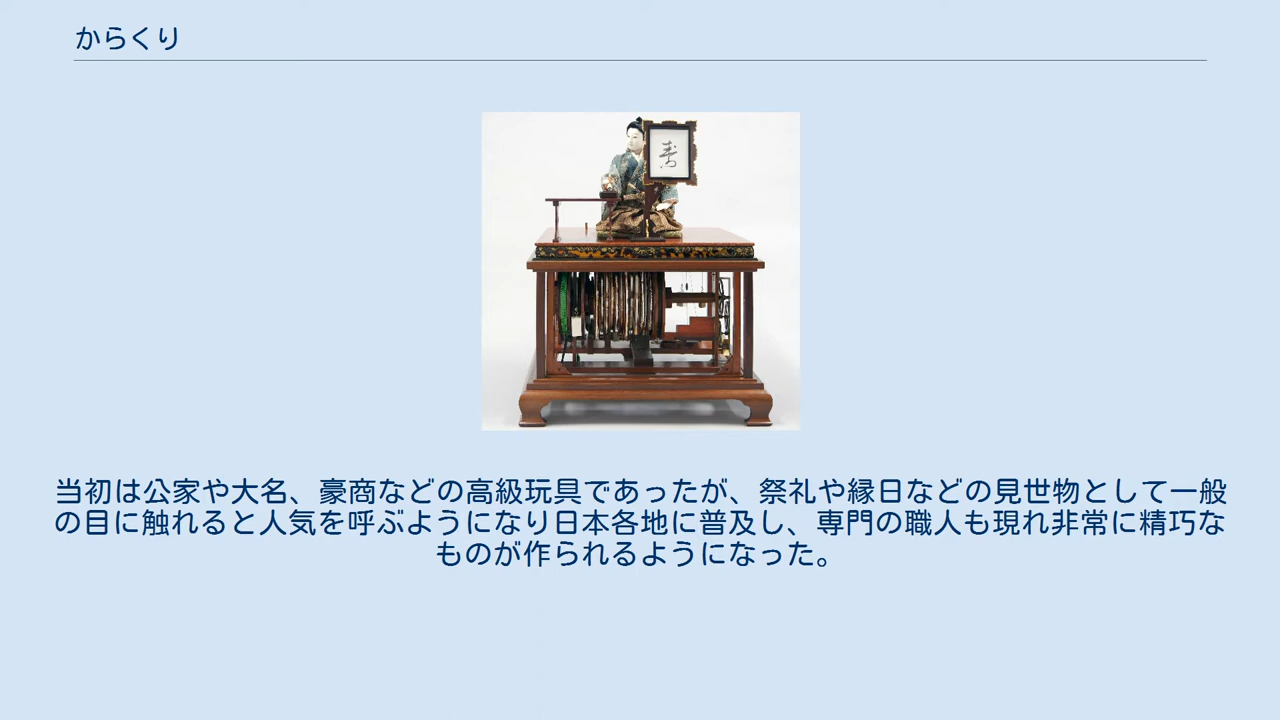 からくり
寿
当初は公家や大名、豪商などの高級玩具であったが、祭礼や縁日などの見世物として一般
の目に触れると人気を呼ぶようになり日本各地に普及し、専門の職人も現れ非常に精巧な
ものが作られるようになった。